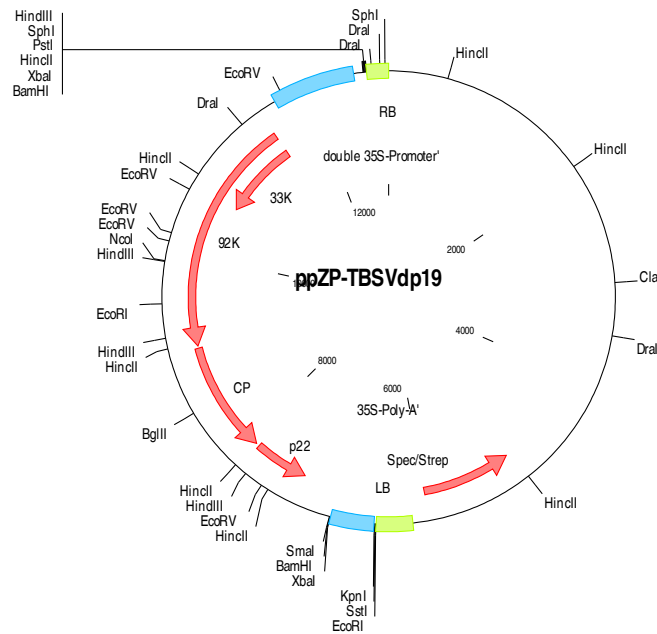 HindIII
SphI
PstI
HincII
XbaI
BamHI
SphI
DraI
DraI
EcoRV
DraI
HincII
EcoRV
EcoRV
EcoRV
NcoI
HindIII
EcoRI
HindIII
HincII
BglII
HincII
HindIII
EcoRV
HincII
SmaI
BamHI
XbaI
KpnI
SstI
EcoRI
HincII
HincII
Cla
DraI
HincII
RB
double 35S-Promoter'
33K
92K
12000
2000
ppZP-TBSVdp19
4000
8000
6000
CP
35S-Poly-A'
p22
Spec/Strep
LB